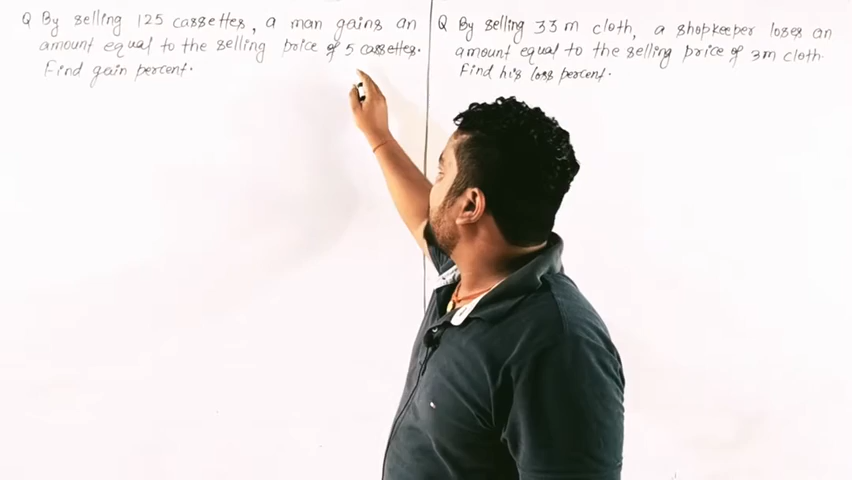 Q By selling 125 cassettes, a man gains an
amount equal to the selling price of 5 cassettes.
Find gain percent.
Q By selling 33 m cloth, a shopkeeper loses an
amount equal to the selling price of 3m cloth.
Find his loss percent.